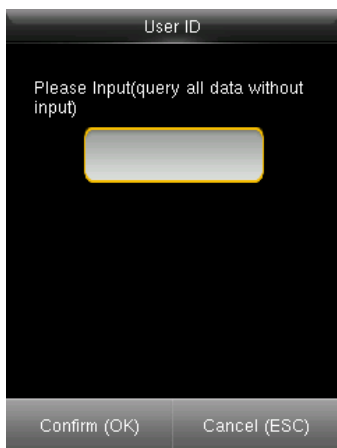 User ID
Please Input(query all data without
input)
Confirm (OK)
Cancel (ESC)